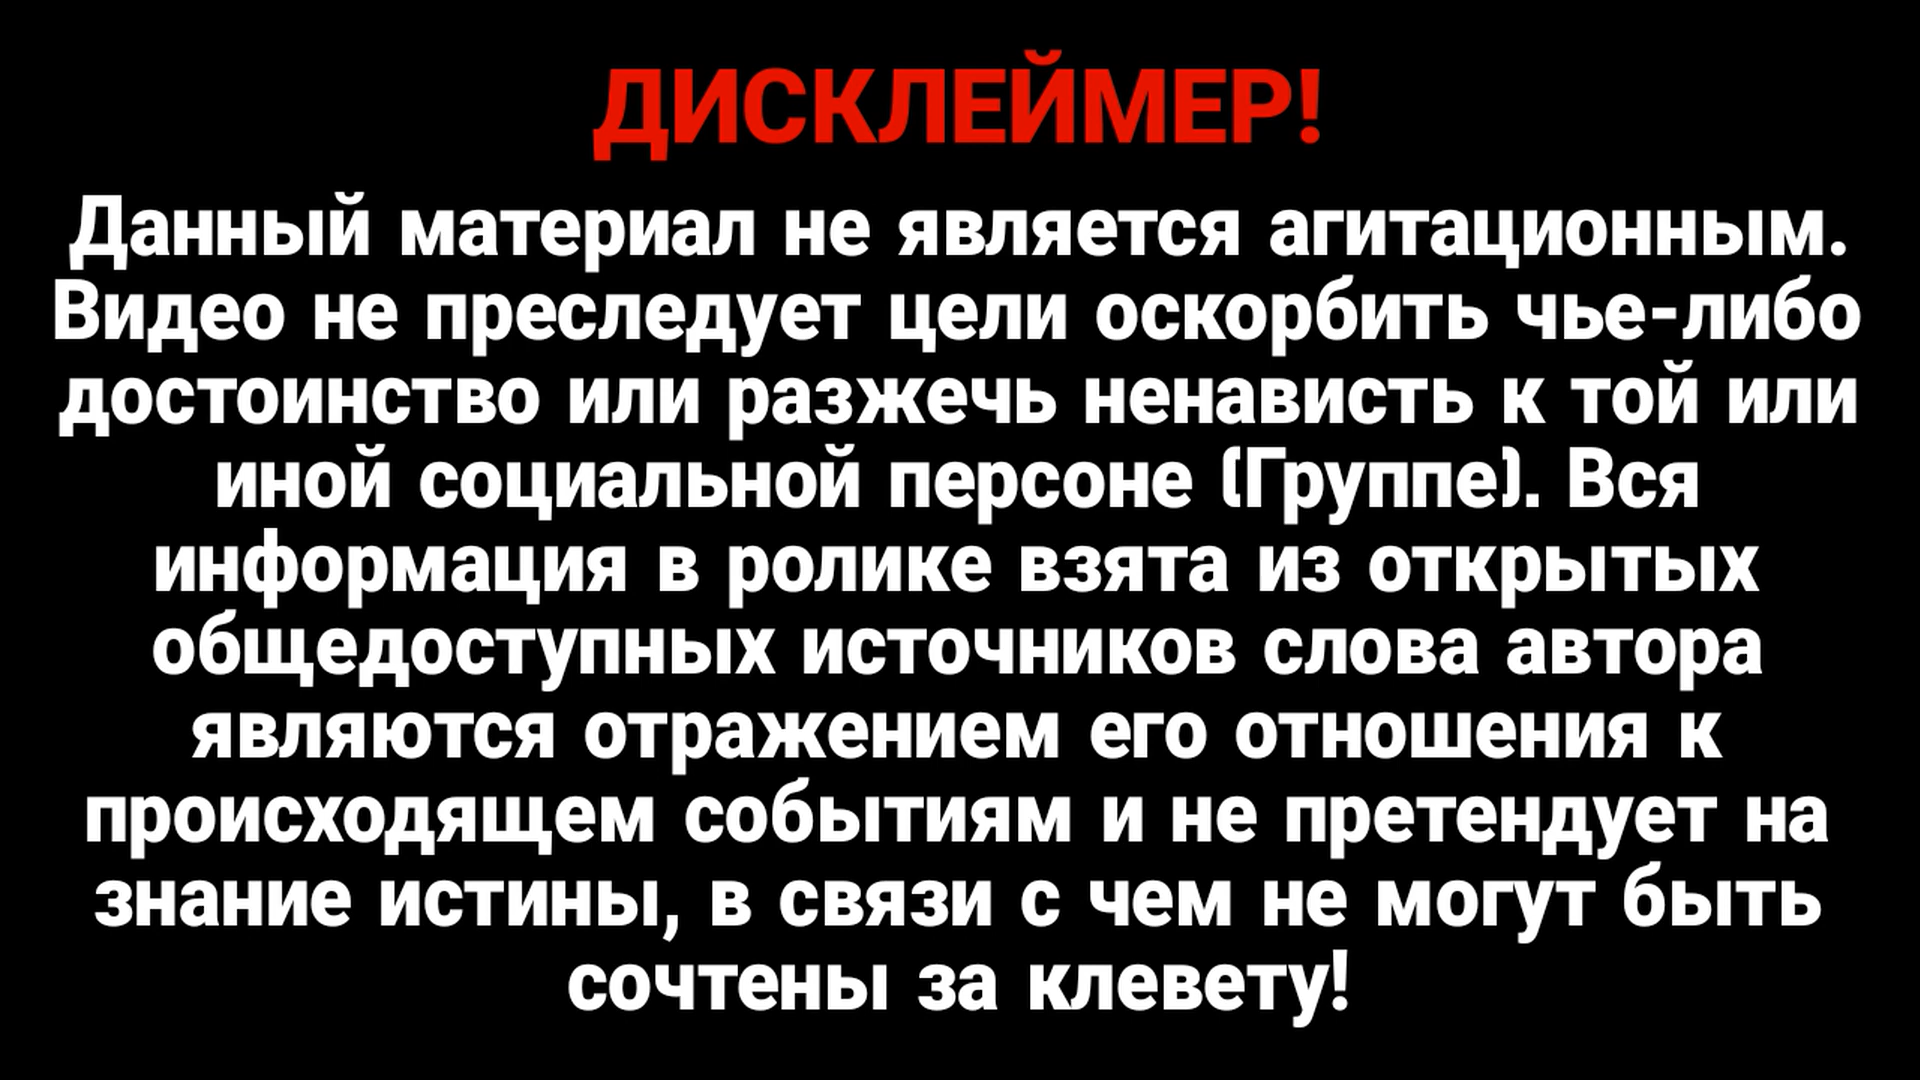 ДИСКЛЕЙМЕР!
Данный материал не является агитационным.
Видео не преследует цели оскорбить чье-либо
достоинство или разжечь ненависть к той или
иной социальной персоне (Группе). Вся
информация в ролике взята из открытых
общедоступных источников слова автора
являются отражением его отношения к
происходящем событиям и не претендует на
знание истины, в связи с чем не могут быть
сочтены за клевету!